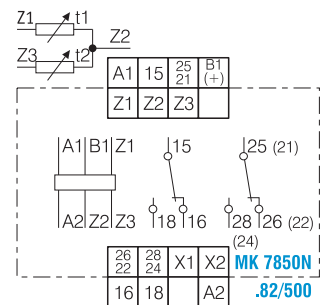 Z1 t1
Z2
Z3 t2
A1 15 25 21 B1 (+)
Z1 Z2 Z3
A1 B1 Z1 15 25 (21)
A2 Z2 Z3 18 16 28 26 (22)
(24)
26 22 28 24 X1 X2 MK 7850N
16 18 A2 .82/500